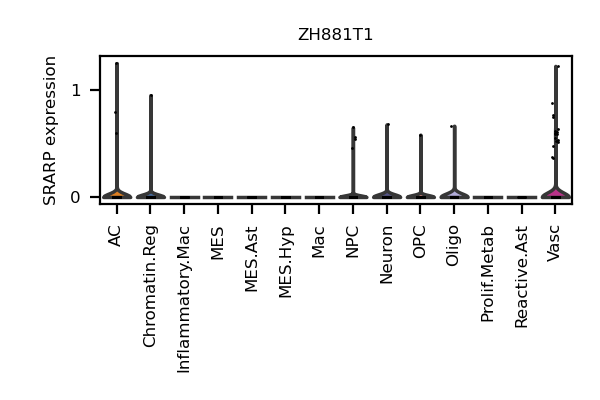 ZH881T1
SRARP expression
1
0
AC
Chromatin.Reg
Inflammatory.Mac
MES
MES.Ast
MES.Hyp
Mac
NPC
Neuron
OPC
Oligo
Prolif.Metab
Reactive.Ast
Vasc